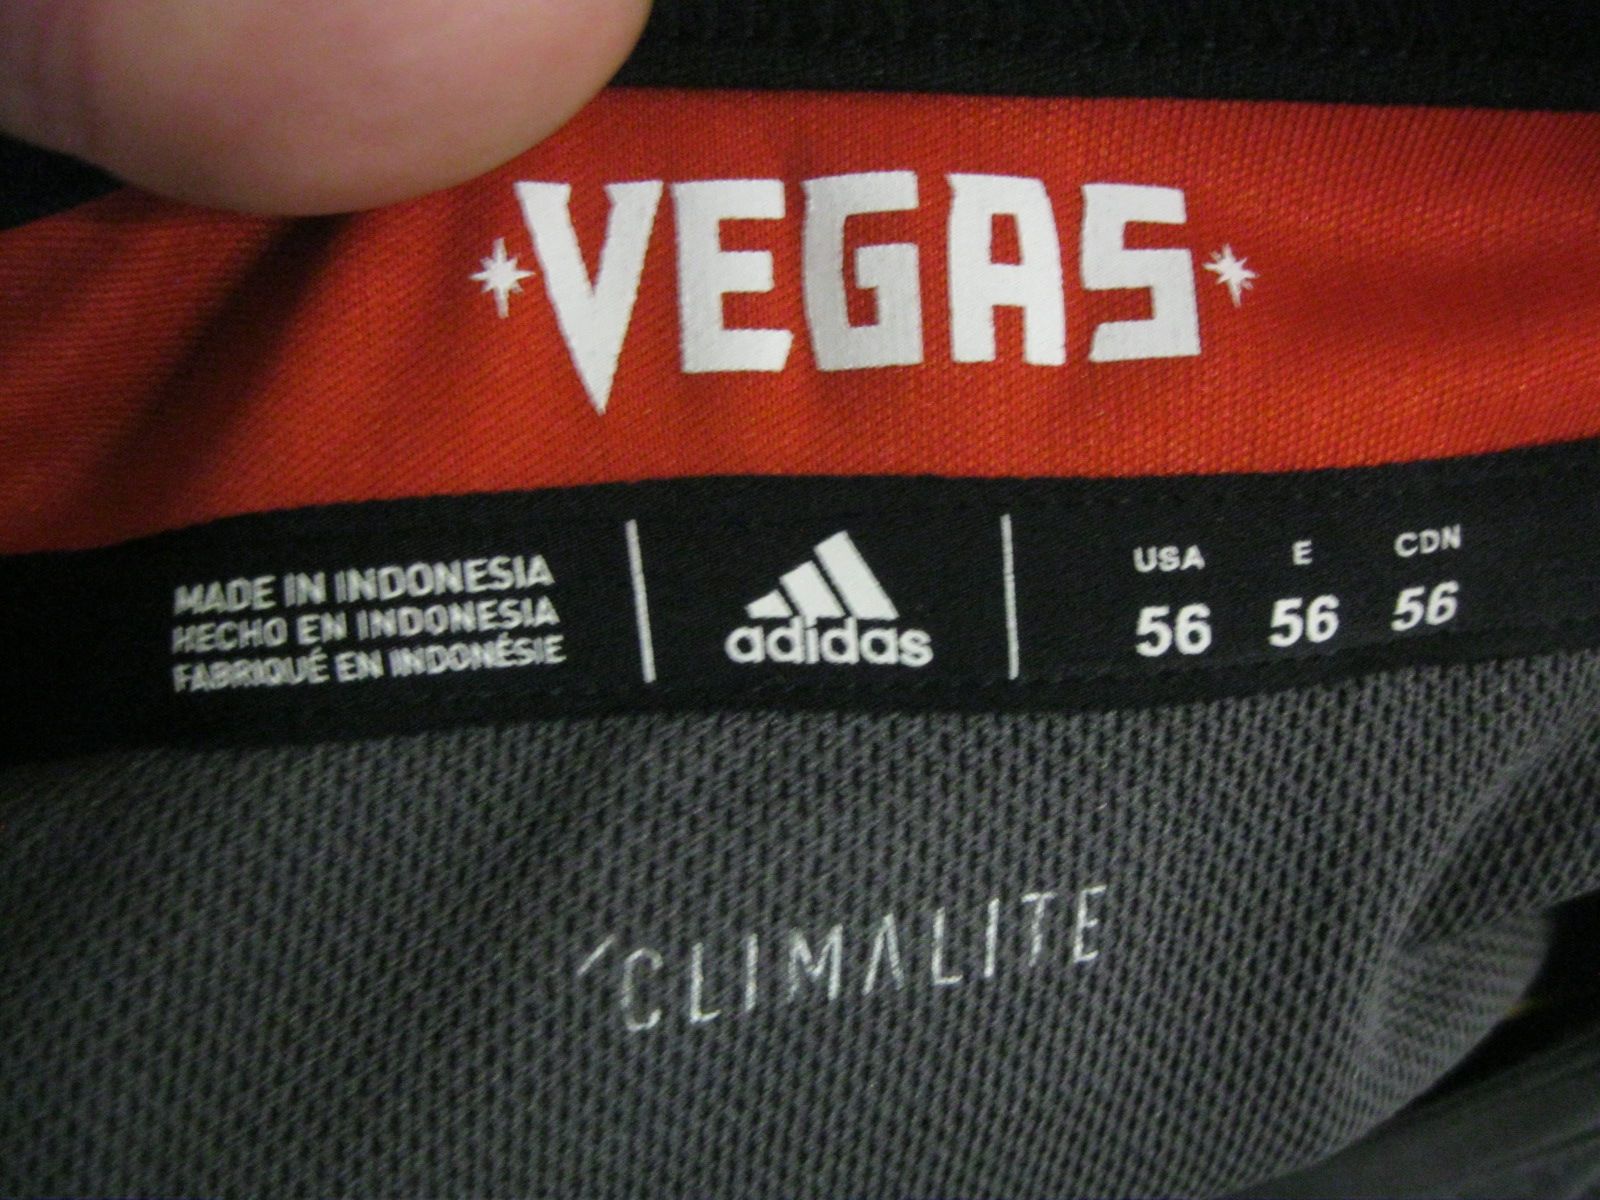 VEGAS
MADE IN INDONESIA
HECHO EN INDONESIA
FABRIQUÉ EN INDONÉSIE
adidas
USA E CDN
56 56 56
CLIMALITE